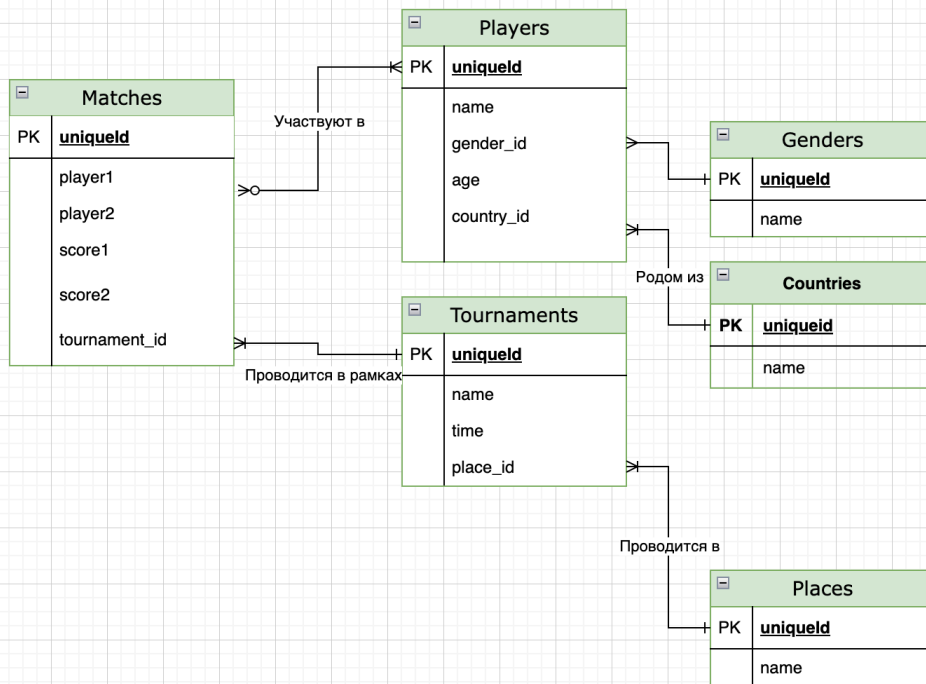 Players
PK uniqueId
name
gender_id
age
country_id
Matches
PK uniqueId
player1
player2
score1
score2
tournament_id
Участвуют в
Genders
PK uniqueId
name
Родом из
Countries
PK uniqueid
name
Tournaments
PK uniqueId
name
time
place_id
Проводится в рамках
Проводится в
Places
PK uniqueId
name